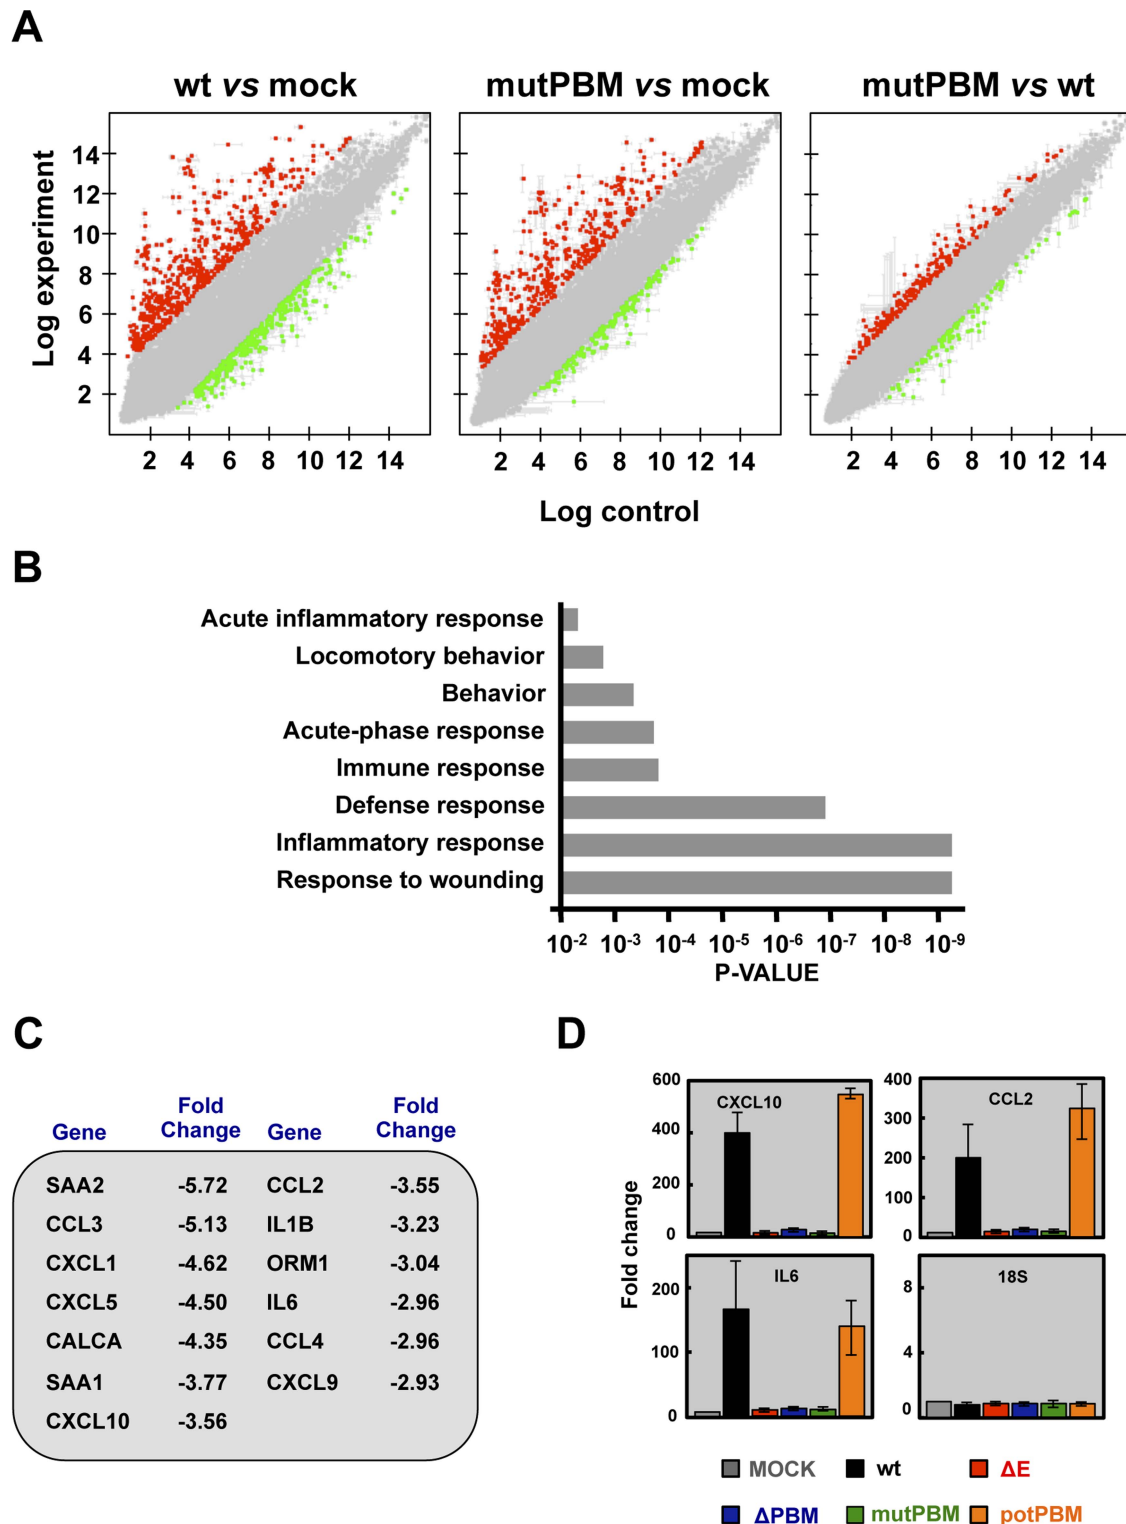 A
wt vs mock
mutPBM vs mock
mutPBM vs wt
Log experiment
14
12
10
8
6
4
2
2 4 6 8 10 12 14
2 4 6 8 10 12 14
2 4 6 8 10 12 14
Log control
B
Acute inflammatory response
Locomotory behavior
Behavior
Acute-phase response
Immune response
Defense response
Inflammatory response
Response to wounding
10-2 10-3 10-4 10-5 10-6 10-7 10-8 10-9
P-VALUE
C
Gene Fold Change Gene Fold Change
SAA2 -5.72 CCL2 -3.55
CCL3 -5.13 IL1B -3.23
CXCL1 -4.62 ORM1 -3.04
CXCL5 -4.50 IL6 -2.96
CALCA -4.35 CCL4 -2.96
SAA1 -3.77 CXCL9 -2.93
CXCL10 -3.56
D
Fold change
CXCL10
600
400
200
0
CCL2
400
300
200
100
0
IL6
200
100
0
18S
8
4
0
MOCK wt ΔE
ΔPBM mutPBM potPBM